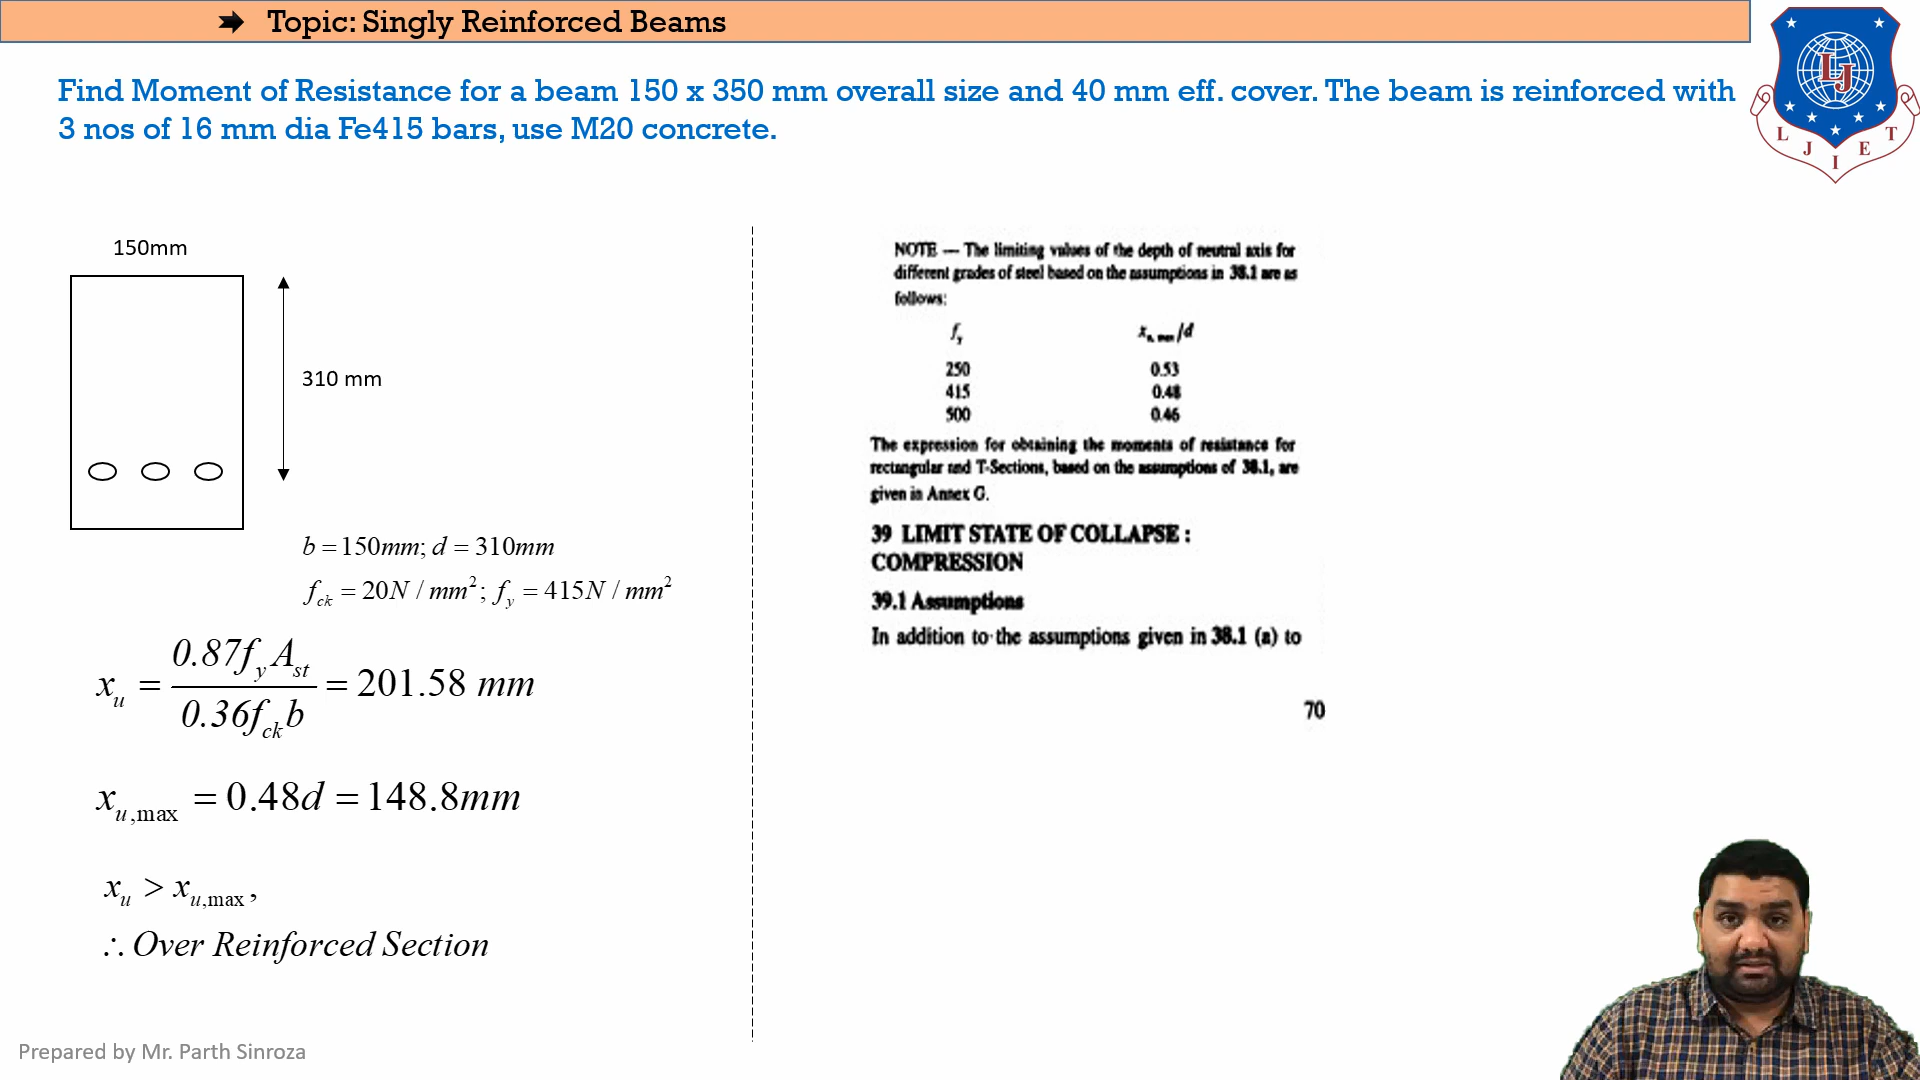 Topic: Singly Reinforced Beams
Find Moment of Resistance for a beam 150 x 350 mm overall size and 40 mm eff. cover. The beam is reinforced with
3 nos of 16 mm dia Fe415 bars, use M20 concrete.
LJ
L J I E T
150mm
310 mm
b = 150mm; d = 310mm
f_ck = 20N / mm²; f_y = 415N / mm²
x_u = 0.87f_y A_st / 0.36f_ck b = 201.58 mm
x_u,max = 0.48d = 148.8mm
x_u > x_u,max ,
∴ Over Reinforced Section
Prepared by Mr. Parth Sinroza
NOTE — The limiting values of the depth of neutral axis for
different grades of steel based on the assumptions in 38.1 are as
follows:
f_y x_u, max/d
250 0.53
415 0.48
500 0.46
The expression for obtaining the moments of resistance for
rectangular and T-Sections, based on the assumptions of 38.1, are
given in Annex G.
39 LIMIT STATE OF COLLAPSE :
COMPRESSION
39.1 Assumptions
In addition to the assumptions given in 38.1 (a) to
70